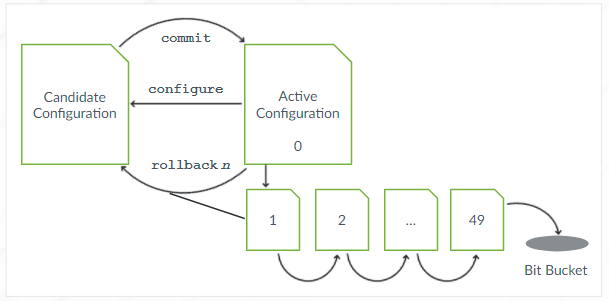 commit
Candidate
Configuration
configure
Active
Configuration
0
rollback n
1
2
...
49
Bit Bucket